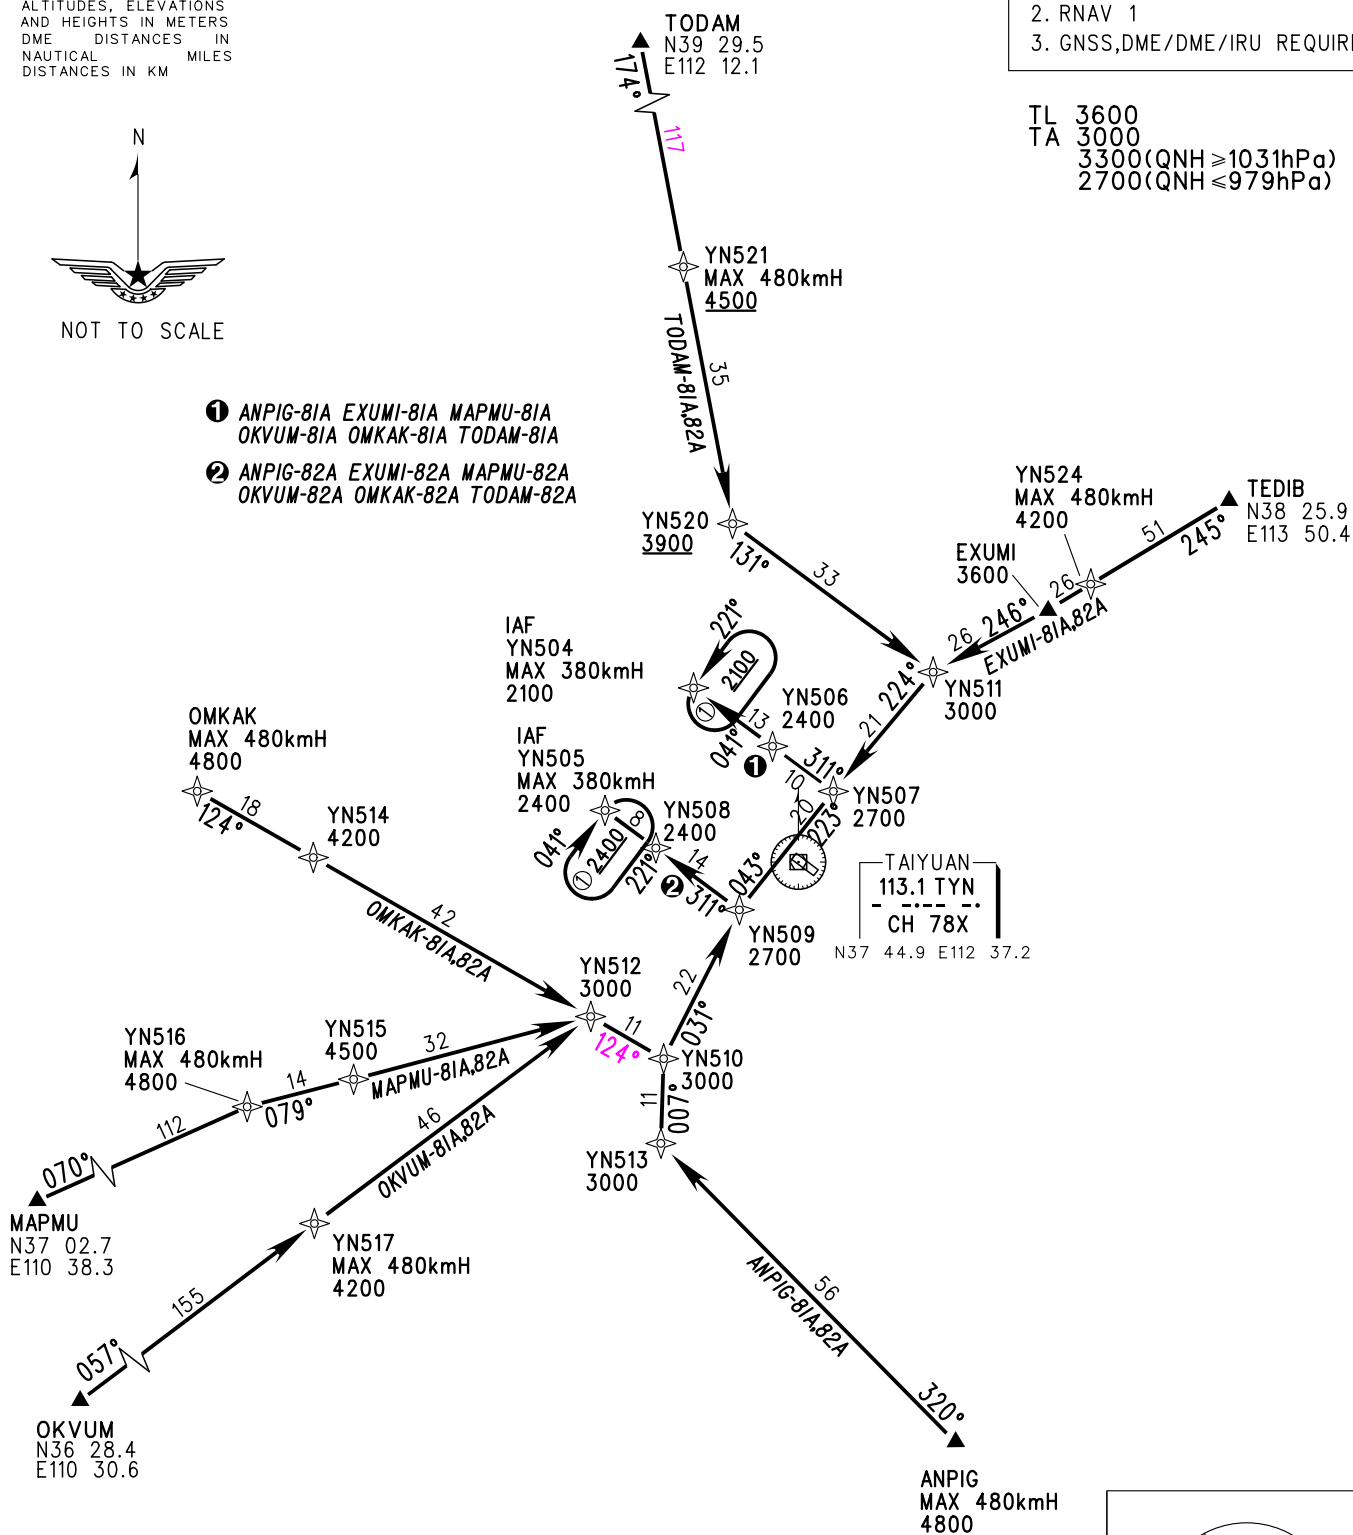 ALTITUDES, ELEVATIONS
AND HEIGHTS IN METERS
DME DISTANCES IN
NAUTICAL MILES
DISTANCES IN KM
2. RNAV 1
3. GNSS,DME/DME/IRU
TL 3600
TA 3000
3300(QNH ≥1031hPa)
2700(QNH ≤979hPa)
N
NOT TO SCALE
TODAM
N39 29.5
E112 12.1
174°
117
YN521
MAX 480kmH
4500
TODAM-81A,82A
35
❶ ANPIG-81A EXUMI-81A MAPMU-81A
OKVUM-81A OMKAK-81A TODAM-81A
❷ ANPIG-82A EXUMI-82A MAPMU-82A
OKVUM-82A OMKAK-82A TODAM-82A
YN520
3900
131°
33
YN524
MAX 480kmH
4200
TEDIB
N38 25.9
E113 50.4
51
245°
EXUMI
3600
26
246°
26
EXUMI-81A,82A
YN511
3000
224°
21
IAF
YN504
MAX 380kmH
2100
221°
2100
①
041°
13
YN506
2400
❶
311°
10
YN507
2700
20
223°
043°
IAF
YN505
MAX 380kmH
2400
8
041°
2400
①
221°
YN508
2400
14
❷
311°
YN509
2700
TAIYUAN
113.1 TYN
CH 78X
N37 44.9 E112 37.2
OMKAK
MAX 480kmH
4800
18
124°
YN514
4200
42
OMKAK-81A,82A
YN512
3000
11
124°
22
031°
YN510
3000
11
007°
YN513
3000
YN516
MAX 480kmH
4800
YN515
4500
32
MAPMU-81A,82A
14
079°
112
070°
MAPMU
N37 02.7
E110 38.3
46
OKVUM-81A,82A
YN517
MAX 480kmH
4200
155
057°
OKVUM
N36 28.4
E110 30.6
56
ANPIG-81A,82A
320°
ANPIG
MAX 480kmH
4800